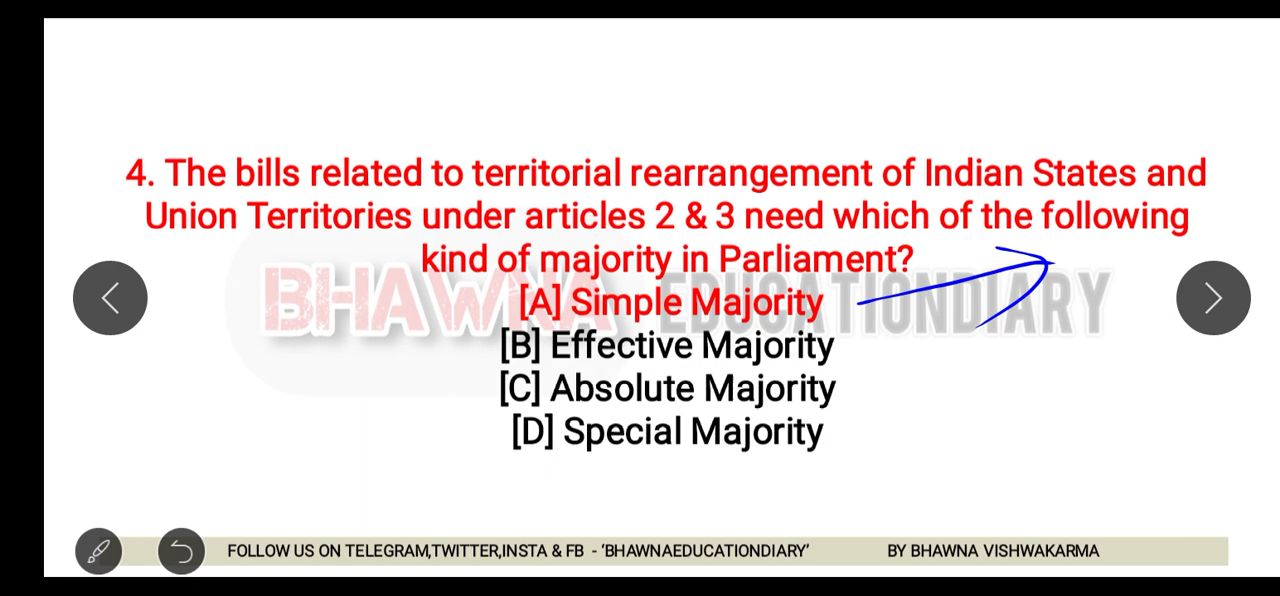 4. The bills related to territorial rearrangement of Indian States and
Union Territories under articles 2 & 3 need which of the following
kind of majority in Parliament?
BHAWNA EDUCATIONDIARY
[A] Simple Majority
[B] Effective Majority
[C] Absolute Majority
[D] Special Majority
FOLLOW US ON TELEGRAM,TWITTER,INSTA & FB - ‘BHAWNAEDUCATIONDIARY’ BY BHAWNA VISHWAKARMA